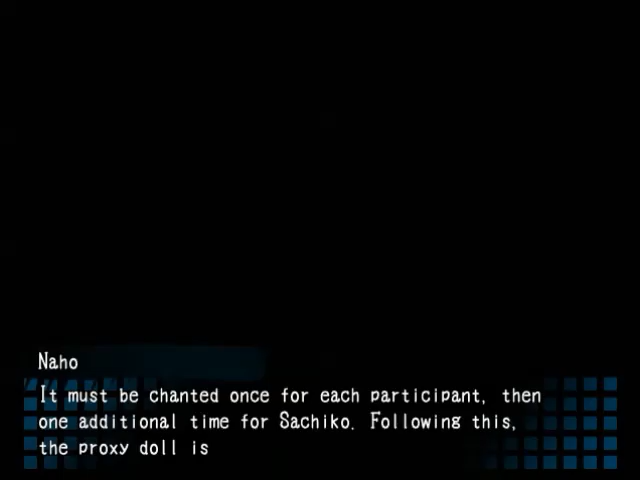 Naho
It must be chanted once for each participant, then
one additional time for Sachiko. Following this,
the proxy doll is